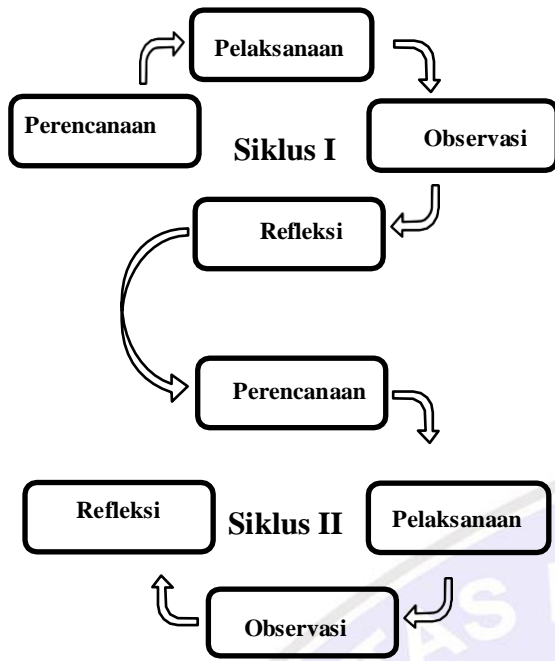 Pelaksanaan
Perencanaan
Siklus I
Observasi
Refleksi
Perencanaan
Refleksi
Siklus II
Pelaksanaan
Observasi